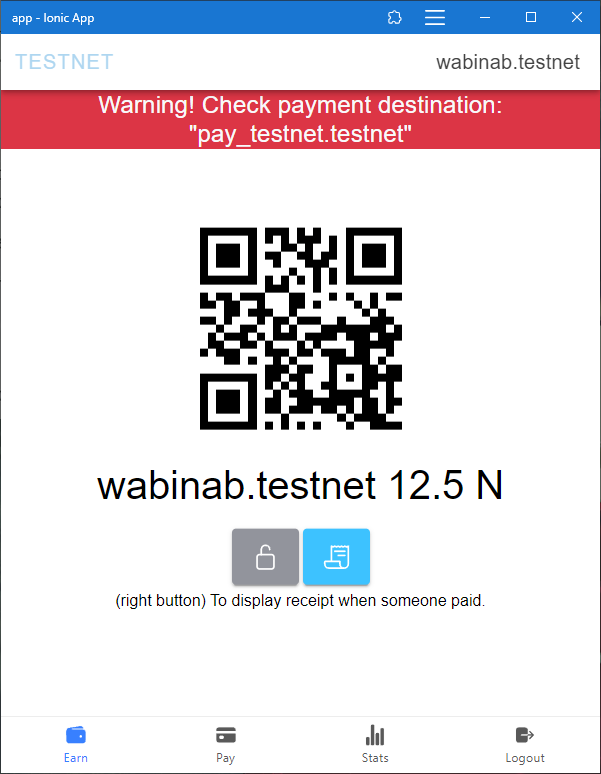 app - Ionic App
TESTNET
wabinab.testnet
Warning! Check payment destination:
"pay_testnet.testnet"
wabinab.testnet 12.5 N
(right button) To display receipt when someone paid.
Earn
Pay
Stats
Logout